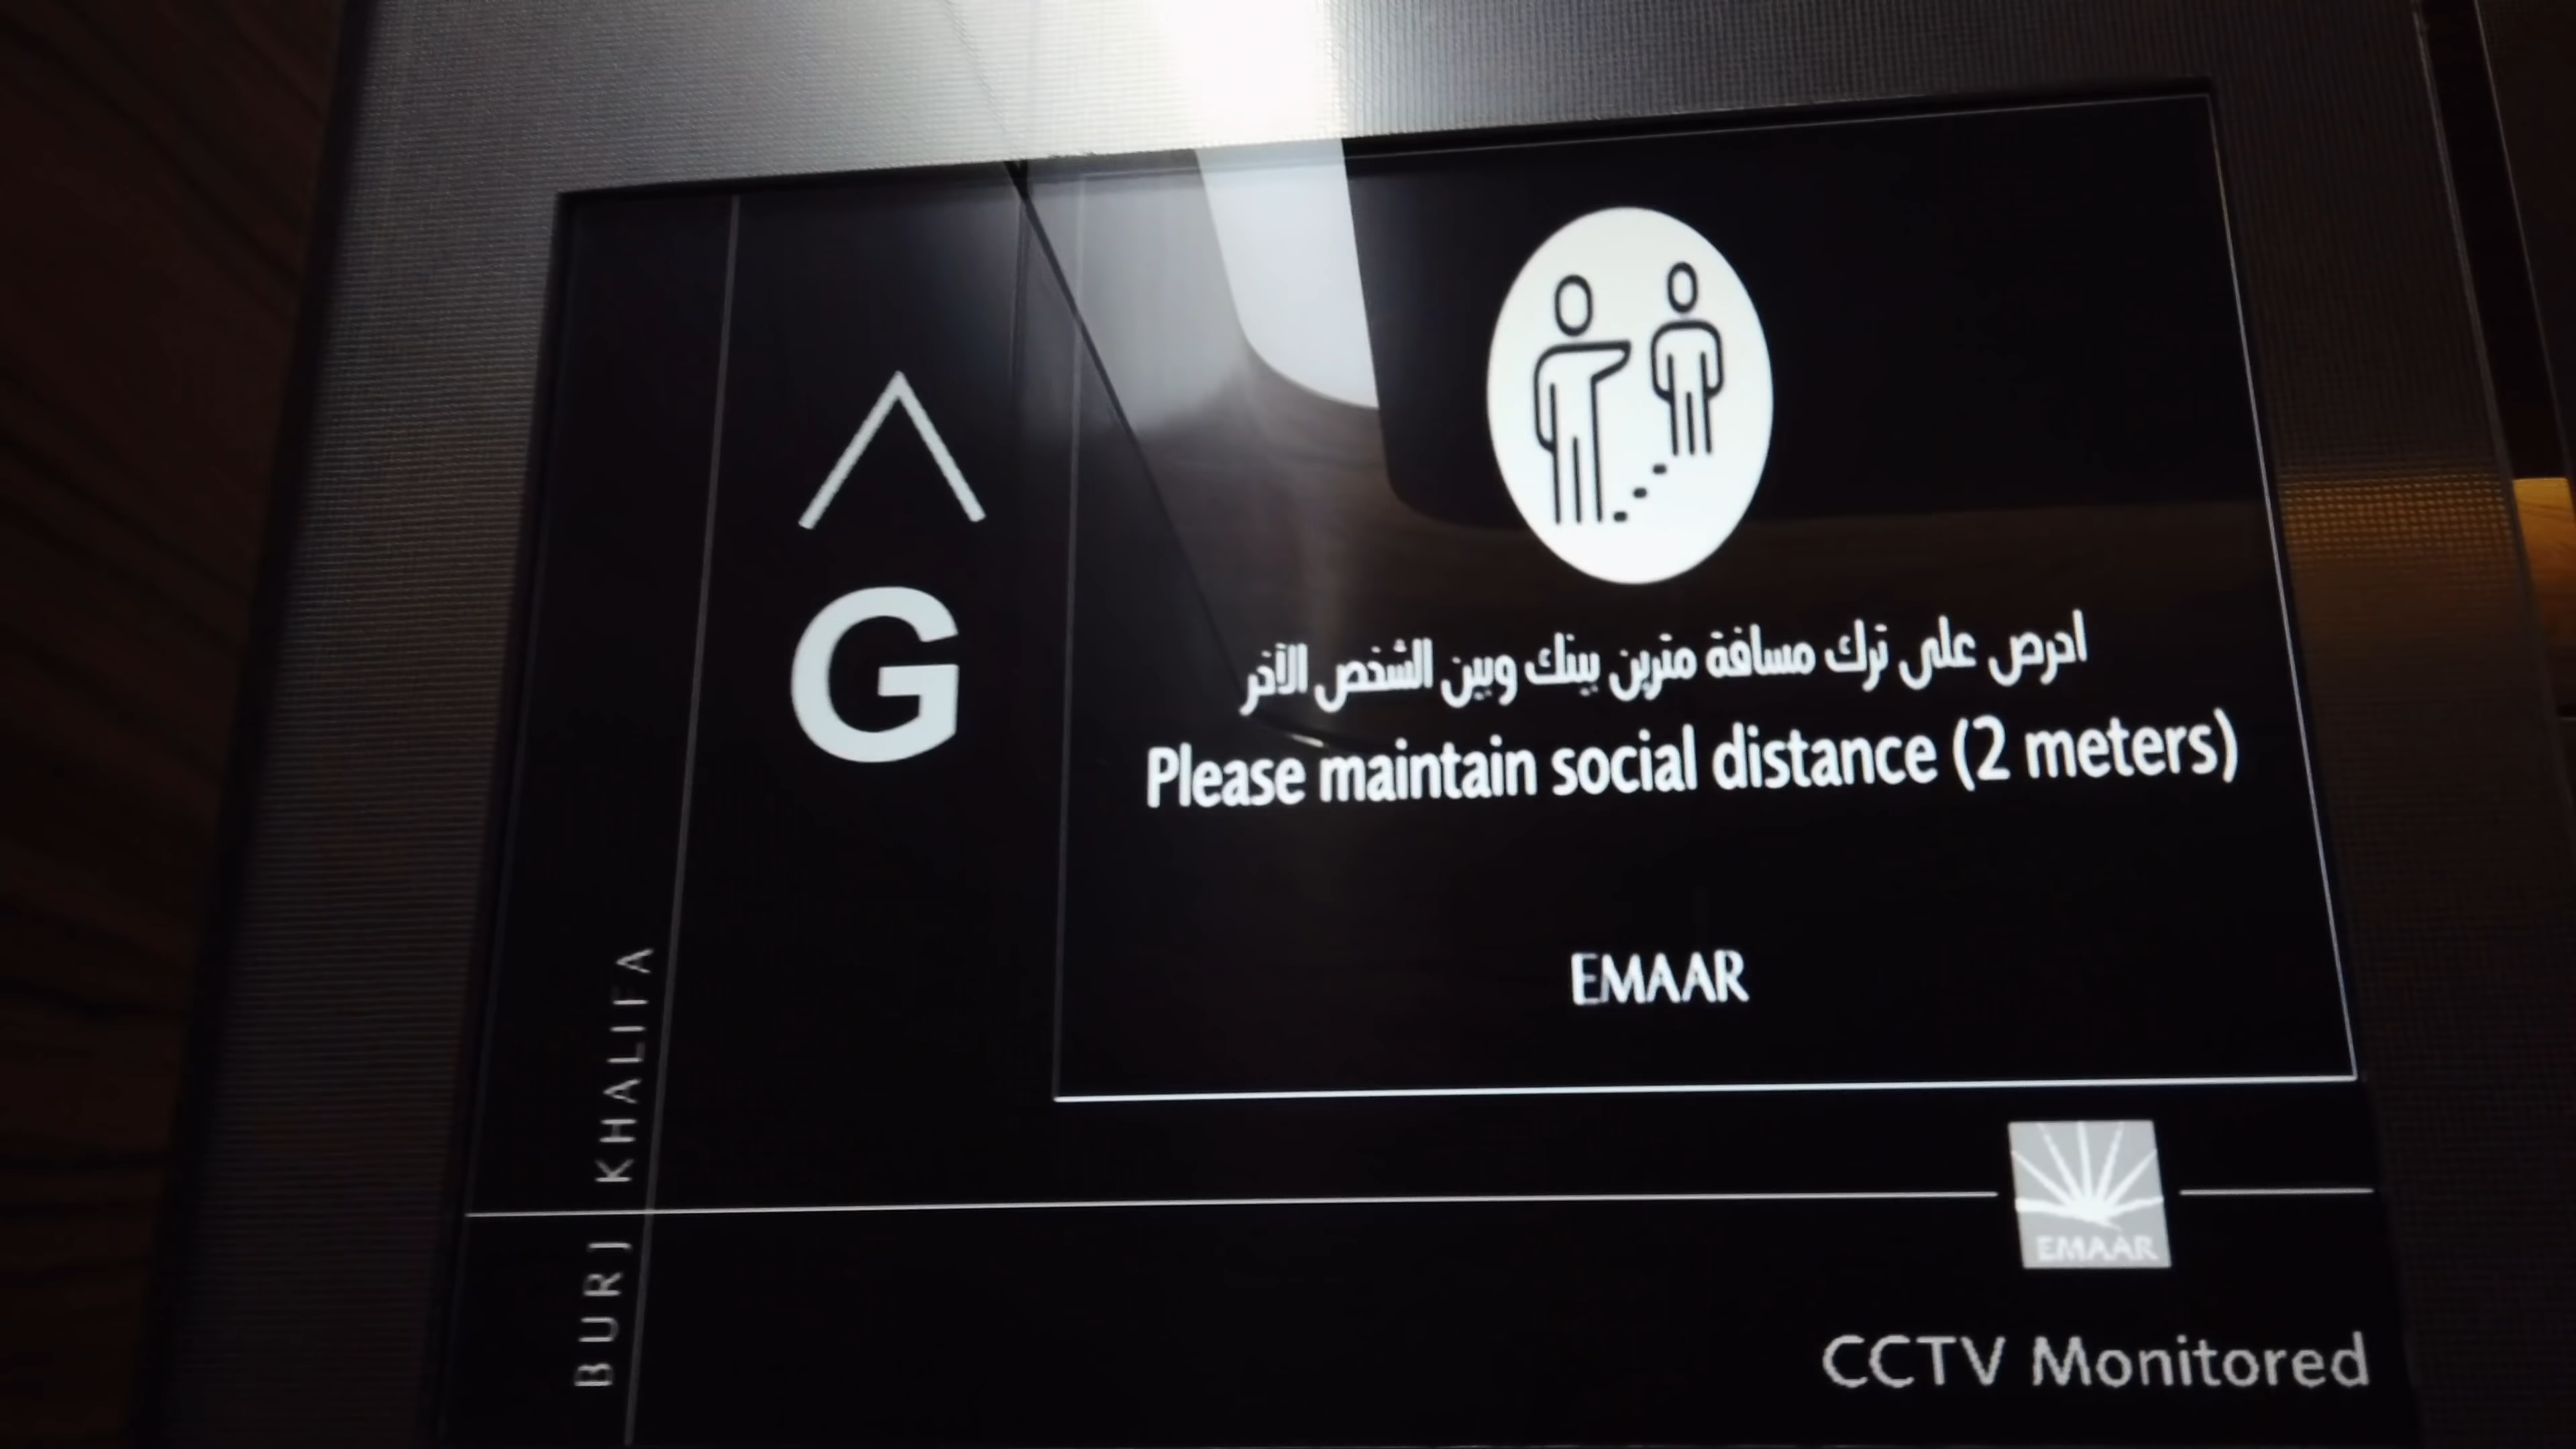 G
احرص على ترك مسافة مترين بينك وبين الشخص الآخر
Please maintain social distance (2 meters)
EMAAR
BURJ KHALIFA
EMAAR
CCTV Monitored